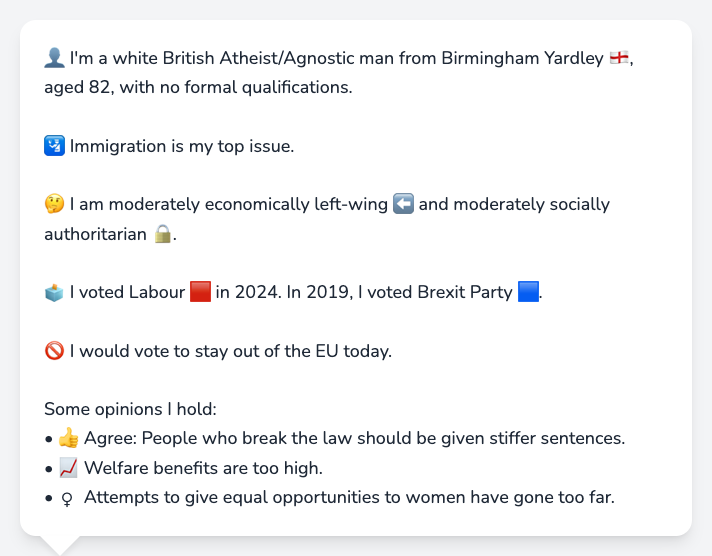 👤 I'm a white British Atheist/Agnostic man from Birmingham Yardley 🏴󠁧󠁢󠁥󠁮󠁧󠁿,
aged 82, with no formal qualifications.
🛂 Immigration is my top issue.
🤔 I am moderately economically left-wing ⬅️ and moderately socially
authoritarian 🔒.
🗳️ I voted Labour 🟥 in 2024. In 2019, I voted Brexit Party 🟦.
🚫 I would vote to stay out of the EU today.
Some opinions I hold:
• 👍 Agree: People who break the law should be given stiffer sentences.
• 📈 Welfare benefits are too high.
• ♀ Attempts to give equal opportunities to women have gone too far.